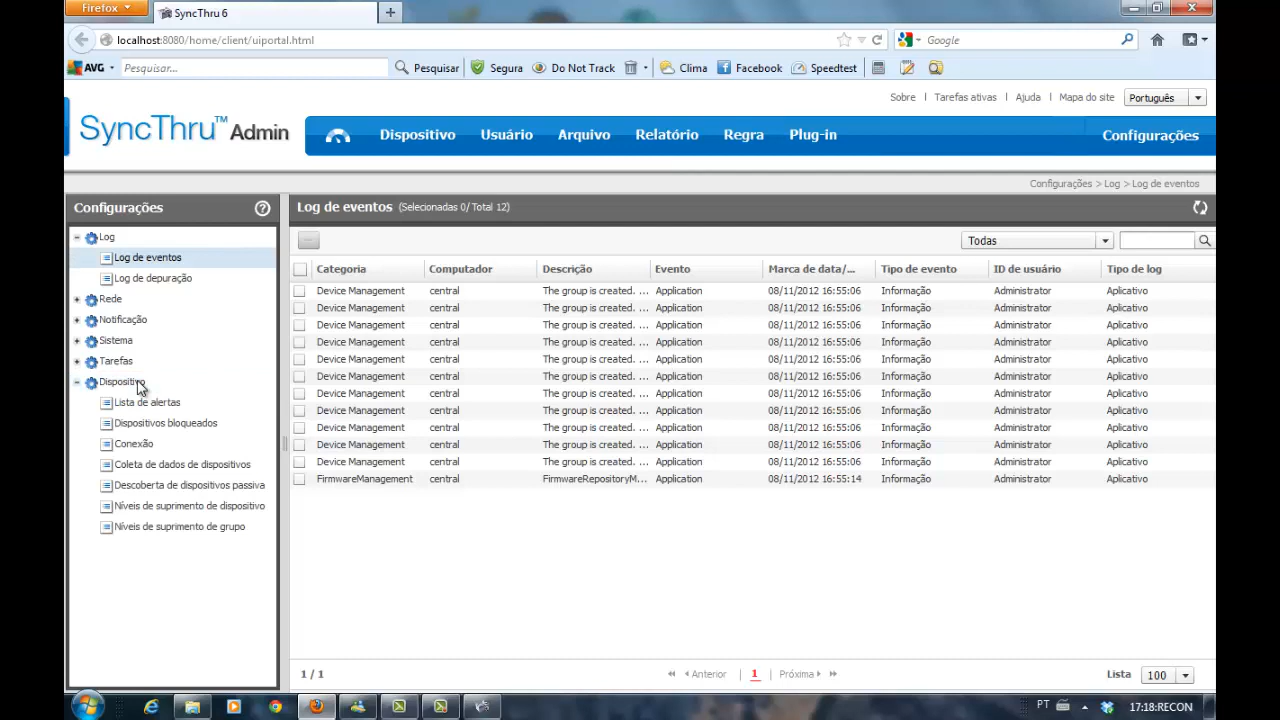 Firefox
SyncThru 6
localhost:8080/home/client/uiportal.html
Google
AVG
Pesquisar...
Pesquisar
Segura
Do Not Track
Clima
Facebook
Speedtest
Sobre
Tarefas ativas
Ajuda
Mapa do site
Português
SyncThru™ Admin
Dispositivo
Usuário
Arquivo
Relatório
Regra
Plug-in
Configurações
Configurações > Log > Log de eventos
Configurações
Log
Log de eventos
Log de depuração
Rede
Notificação
Sistema
Tarefas
Dispositivo
Lista de alertas
Dispositivos bloqueados
Conexão
Coleta de dados de dispositivos
Descoberta de dispositivos passiva
Níveis de suprimento de dispositivo
Níveis de suprimento de grupo
Log de eventos (Selecionadas 0/ Total 12)
Todas
Categoria Computador Descrição Evento Marca de data/... Tipo de evento ID de usuário Tipo de log
Device Management central The group is created. ... Application 08/11/2012 16:55:06 Informação Administrator Aplicativo
Device Management central The group is created. ... Application 08/11/2012 16:55:06 Informação Administrator Aplicativo
Device Management central The group is created. ... Application 08/11/2012 16:55:06 Informação Administrator Aplicativo
Device Management central The group is created. ... Application 08/11/2012 16:55:06 Informação Administrator Aplicativo
Device Management central The group is created. ... Application 08/11/2012 16:55:06 Informação Administrator Aplicativo
Device Management central The group is created. ... Application 08/11/2012 16:55:06 Informação Administrator Aplicativo
Device Management central The group is created. ... Application 08/11/2012 16:55:06 Informação Administrator Aplicativo
Device Management central The group is created. ... Application 08/11/2012 16:55:06 Informação Administrator Aplicativo
Device Management central The group is created. ... Application 08/11/2012 16:55:06 Informação Administrator Aplicativo
Device Management central The group is created. ... Application 08/11/2012 16:55:06 Informação Administrator Aplicativo
Device Management central The group is created. ... Application 08/11/2012 16:55:06 Informação Administrator Aplicativo
FirmwareManagement central FirmwareRepositoryM... Application 08/11/2012 16:55:14 Informação Administrator Aplicativo
1 / 1
Anterior
1
Próxima
Lista
100
PT
17:18:RECON